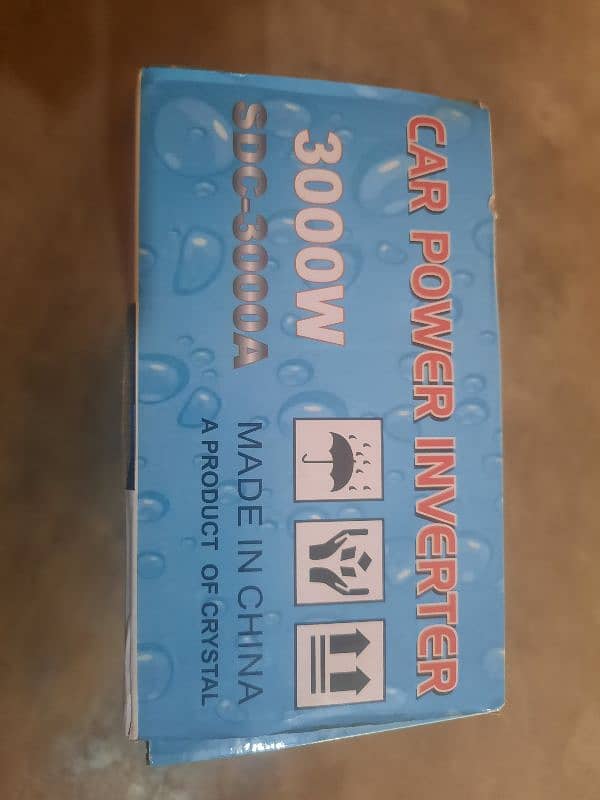 CAR POWER INVERTER
3000W
SDC-3000A
MADE IN CHINA
A PRODUCT OF CRYSTAL